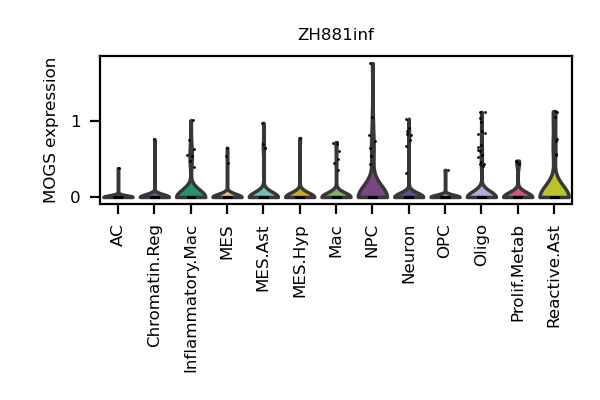 ZH881inf
MOGS expression
1
0
AC
Chromatin.Reg
Inflammatory.Mac
MES
MES.Ast
MES.Hyp
Mac
NPC
Neuron
OPC
Oligo
Prolif.Metab
Reactive.Ast